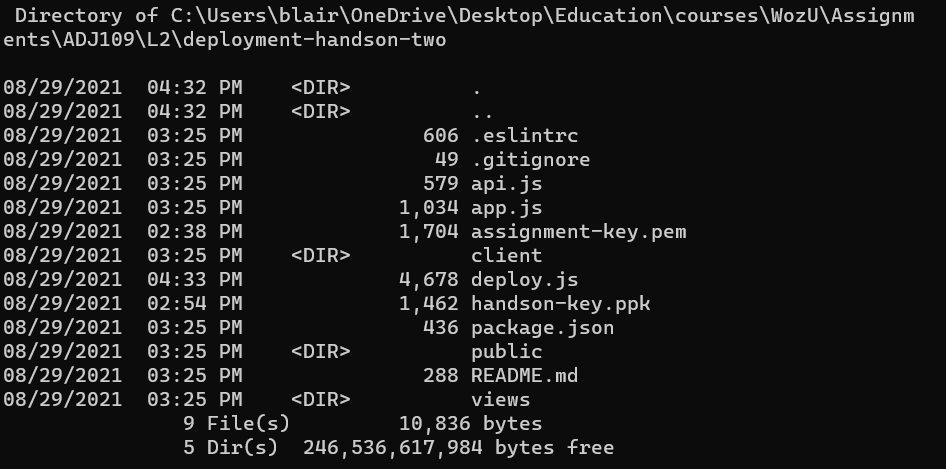 Directory of C:\Users\blair\OneDrive\Desktop\Education\courses\WozU\Assignm
ents\ADJ109\L2\deployment-handson-two

08/29/2021  04:32 PM    <DIR>          .
08/29/2021  04:32 PM    <DIR>          ..
08/29/2021  03:25 PM               606 .eslintrc
08/29/2021  03:25 PM                49 .gitignore
08/29/2021  03:25 PM               579 api.js
08/29/2021  03:25 PM             1,034 app.js
08/29/2021  02:38 PM             1,704 assignment-key.pem
08/29/2021  03:25 PM    <DIR>          client
08/29/2021  04:33 PM             4,678 deploy.js
08/29/2021  02:54 PM             1,462 handson-key.ppk
08/29/2021  03:25 PM               436 package.json
08/29/2021  03:25 PM    <DIR>          public
08/29/2021  03:25 PM               288 README.md
08/29/2021  03:25 PM    <DIR>          views
               9 File(s)         10,836 bytes
               5 Dir(s)  246,536,617,984 bytes free